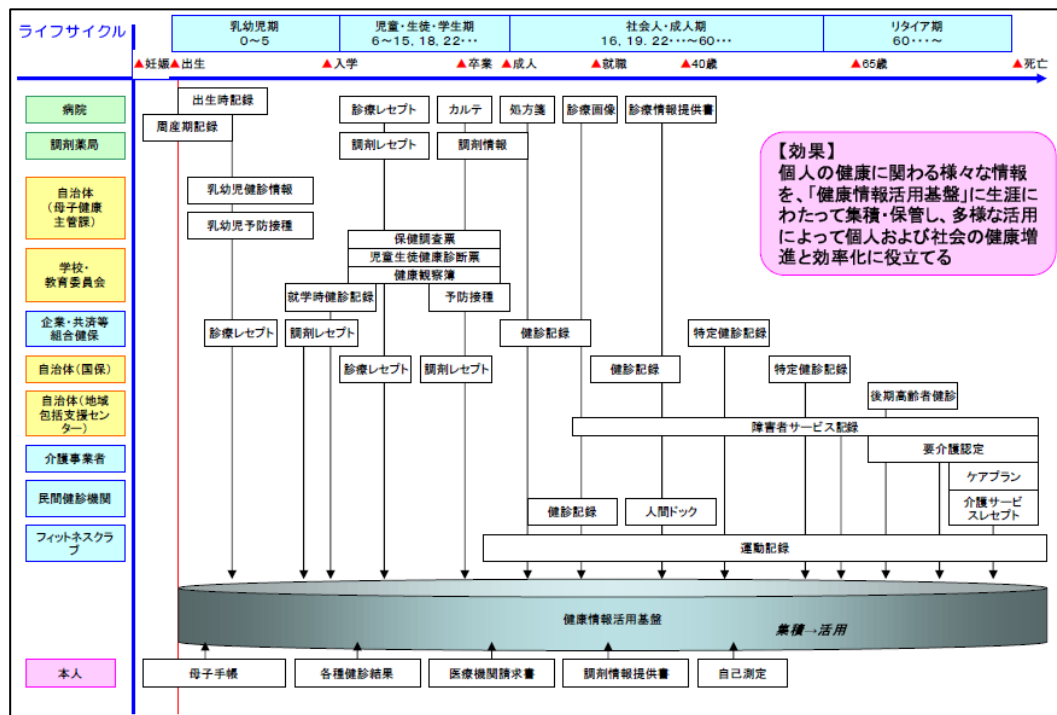 ライフサイクル
乳幼児期
0～5
児童・生徒・学生期
6～15, 18, 22・・・
社会人・成人期
16, 19. 22・・・～60・・・
リタイア期
60・・・～
▲妊娠
▲出生
▲入学
▲卒業
▲成人
▲就職
▲40歳
▲65歳
▲死亡
病院
出生時記録
診療レセプト
カルテ
処方箋
診療画像
診療情報提供書
周産期記録
調剤薬局
調剤レセプト
調剤情報
【効果】
個人の健康に関わる様々な情報
を、「健康情報活用基盤」に生涯に
わたって集積・保管し、多様な活用
によって個人および社会の健康増
進と効率化に役立てる
自治体
（母子健康
主管課）
乳幼児健診情報
乳幼児予防接種
保健調査票
児童生徒健康診断票
健康観察簿
学校・
教育委員会
就学時健診記録
予防接種
企業・共済等
組合健保
診療レセプト
調剤レセプト
健診記録
特定健診記録
自治体（国保）
診療レセプト
調剤レセプト
健診記録
特定健診記録
自治体（地域
包括支援セン
ター）
後期高齢者健診
障害者サービス記録
要介護認定
介護事業者
ケアプラン
民間健診機関
健診記録
人間ドック
介護サービ
スレセプト
フィットネスクラ
ブ
運動記録
健康情報活用基盤
集積→活用
本人
母子手帳
各種健診結果
医療機関請求書
調剤情報提供書
自己測定